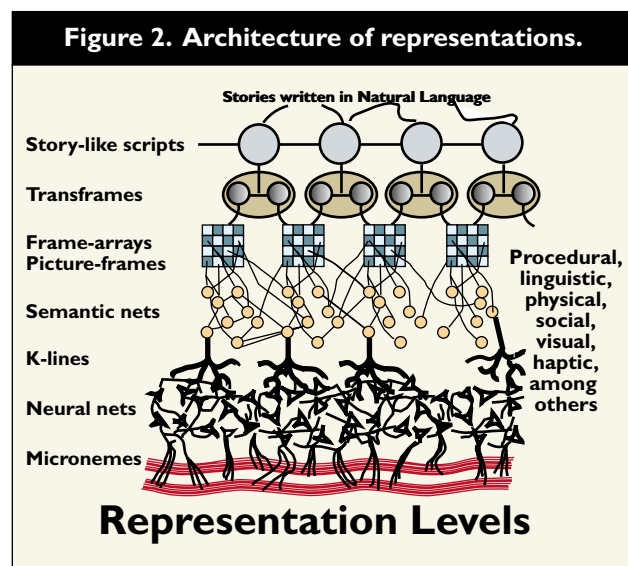 Figure 2. Architecture of representations.
Stories written in Natural Language
Story-like scripts
Transframes
Frame-arrays
Picture-frames
Semantic nets
K-lines
Neural nets
Micronemes
Procedural,
linguistic,
physical,
social,
visual,
haptic,
among
others
Representation Levels